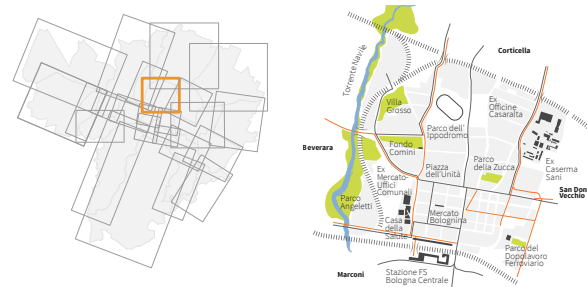 Corticella
Torrente Navile
Villa
Grosso
Ex
Officine
Casaralta
Parco dell'
Ippodromo
Beverara
Fondo
Comini
Ex
Mercato-
Uffici
Comunali
Piazza
dell'Unità
Parco
della Zucca
Ex
Caserma
Sani
San Don
Vecchio
Parco
Angeletti
Mercato
Bolognina
Casa
della
Salute
Parco del
Dopolavoro
Ferroviario
Marconi
Stazione FS
Bologna Centrale